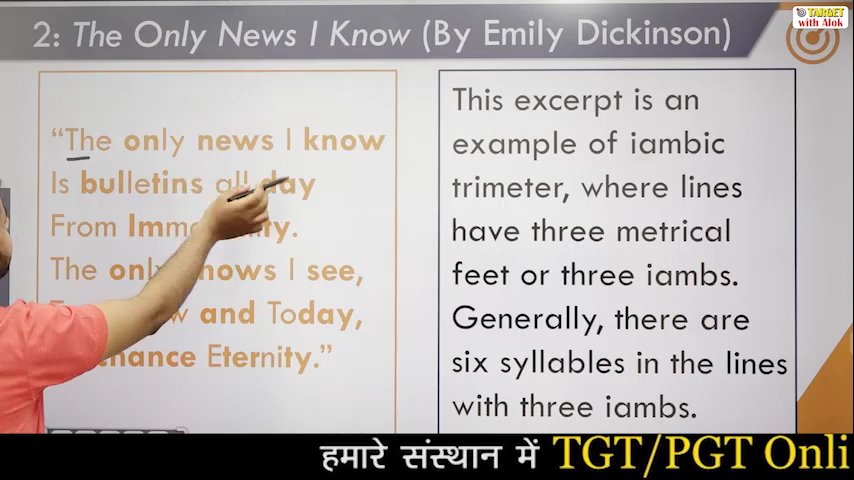 2: The Only News I Know (By Emily Dickinson)
TARGET
with Alok
“The only news I know
Is bulletins all day
From
The only I see,
and Today,
Eternity.”
This excerpt is an
example of iambic
trimeter, where lines
have three metrical
feet or three iambs.
Generally, there are
six syllables in the lines
with three iambs.
हमारे संस्थान में TGT/PGT Onli